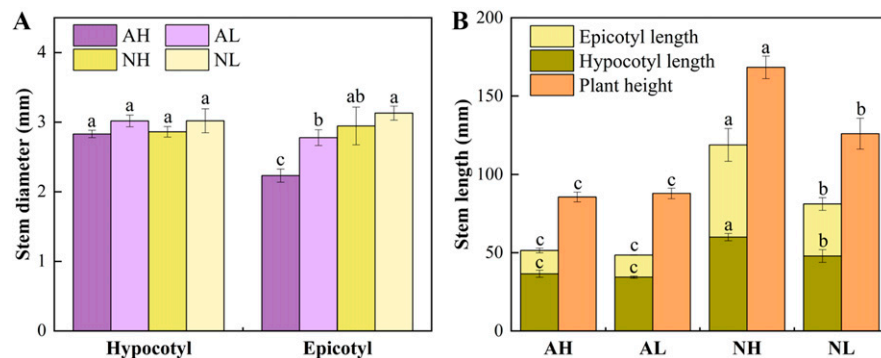 A
AH
AL
NH
NL
Stem diameter (mm)
4
3
2
1
0
a
a
a
a
c
b
ab
a
Hypocotyl
Epicotyl
B
Epicotyl length
Hypocotyl length
Plant height
Stem length (mm)
200
150
100
50
0
c
c
c
c
c
c
a
a
a
b
b
b
AH
AL
NH
NL